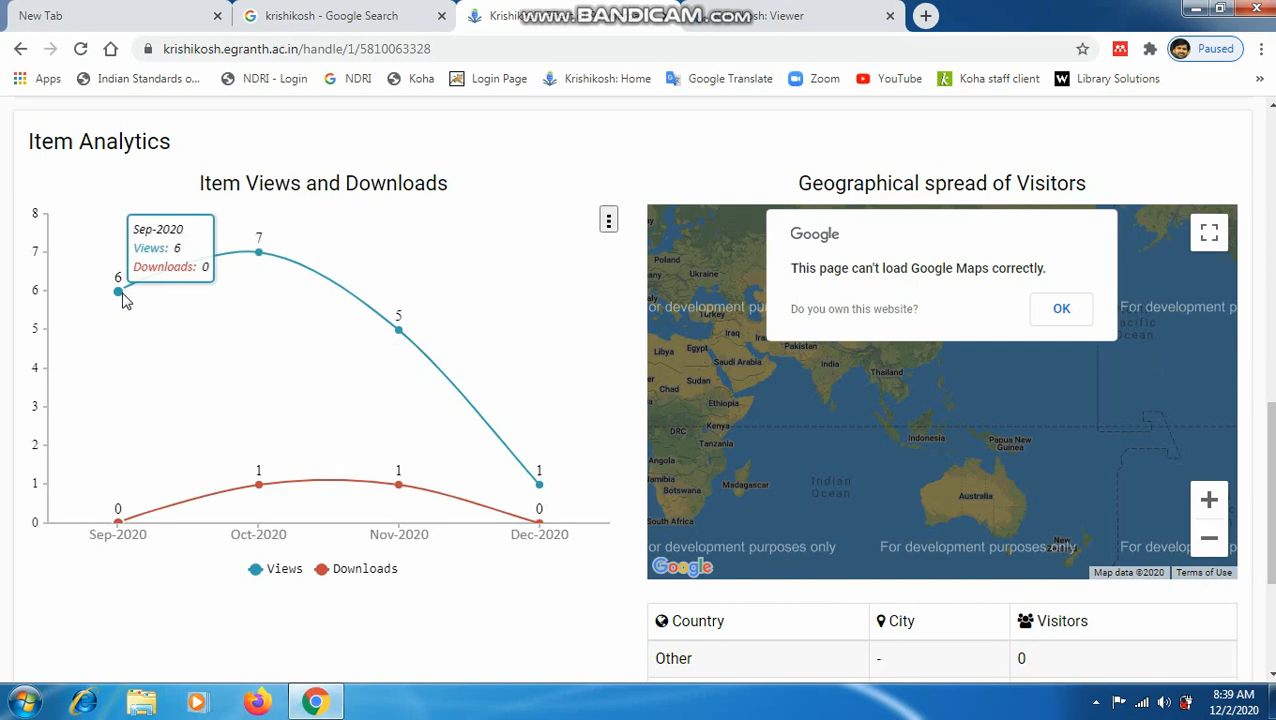 New Tab
krishikosh - Google Search
www.BANDICAM.com
Viewer
krishikosh.egranth.ac.in/handle/1/5810063328
Paused
Apps
Indian Standards o...
NDRI - Login
NDRI
Koha
Login Page
Krishikosh: Home
Google Translate
Zoom
YouTube
Koha staff client
Library Solutions
»
Item Analytics
Item Views and Downloads
Geographical spread of Visitors
8
7
6
5
4
3
2
1
0
Sep-2020
Views: 6
Downloads: 0
6
7
5
1
0
1
1
0
Sep-2020
Oct-2020
Nov-2020
Dec-2020
Views
Downloads
Google
This page can't load Google Maps correctly.
Do you own this website?
OK
Poland
Ukraine
Turkey
Iraq
Iran
Pakistan
Libya
Egypt
Saudi Arabia
India
Thailand
Chad
Sudan
Ethiopia
DRC
Kenya
Tanzania
Indonesia
Papua New
Guinea
Angola
Namibia
Botswana
Madagascar
Indian
Ocean
Australia
South Africa
New
For development purposes only
Google
Map data ©2020
Terms of Use
Country
City
Visitors
Other
-
0
8:39 AM
12/2/2020